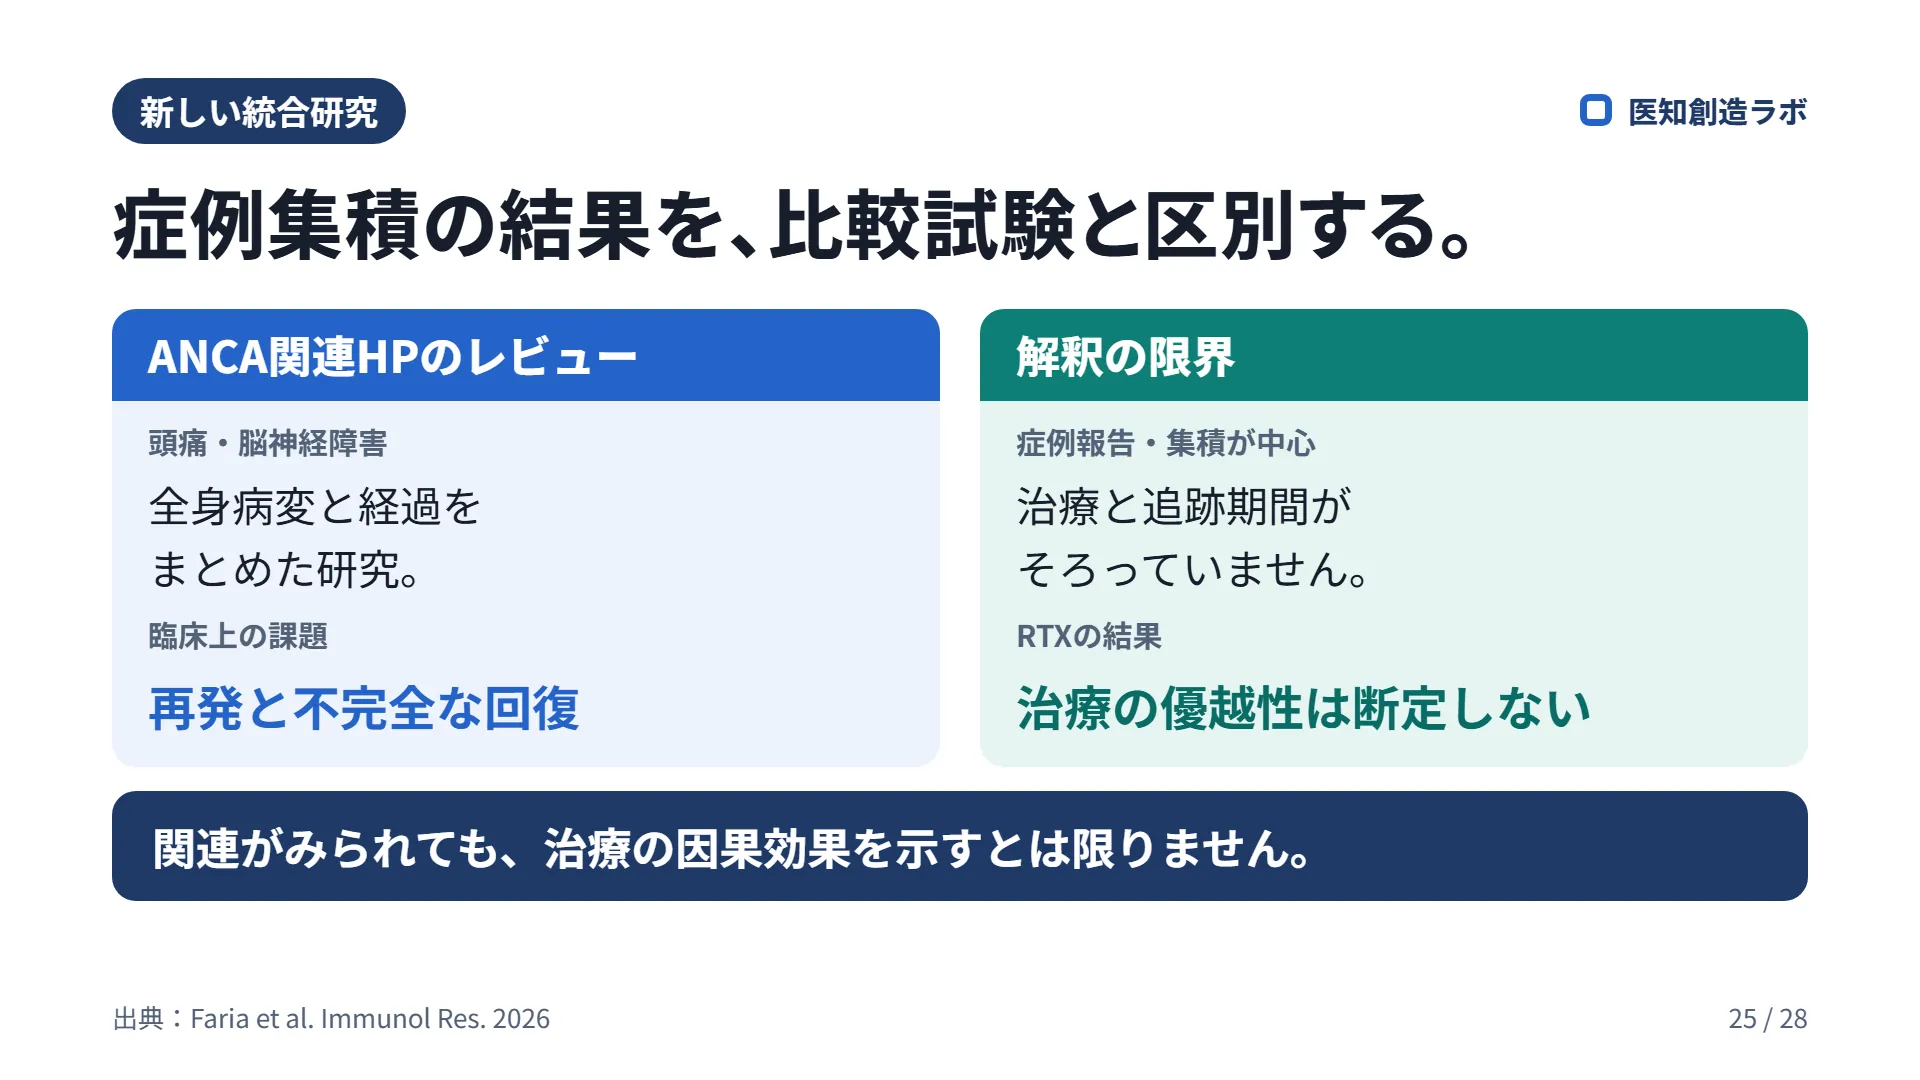 新しい統合研究
医知創造ラボ
症例集積の結果を、比較試験と区別する。
ANCA関連HPのレビュー
頭痛・脳神経障害
全身病変と経過を
まとめた研究。
臨床上の課題
再発と不完全な回復
解釈の限界
症例報告・集積が中心
治療と追跡期間が
そろっていません。
RTXの結果
治療の優越性は断定しない
関連がみられても、治療の因果効果を示すとは限りません。
出典：Faria et al. Immunol Res. 2026
25 / 28